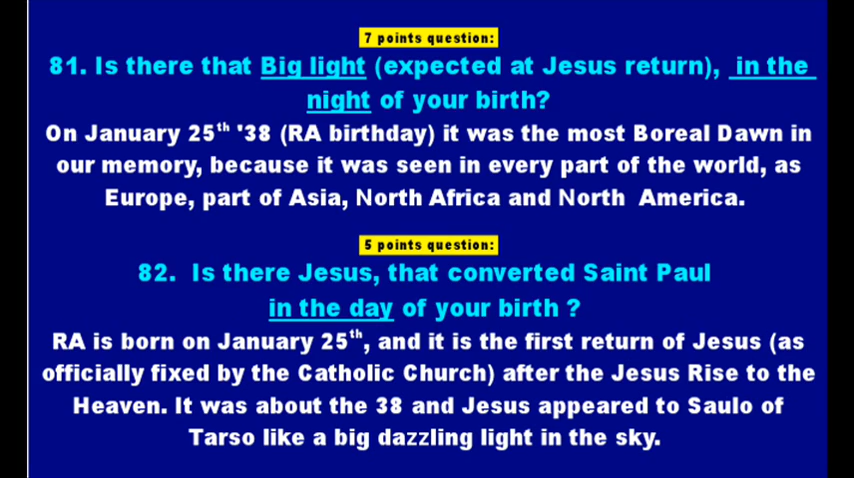 7 points question:
81. Is there that Big light (expected at Jesus return), in the
night of your birth?
On January 25th '38 (RA birthday) it was the most Boreal Dawn in
our memory, because it was seen in every part of the world, as
Europe, part of Asia, North Africa and North America.
5 points question:
82. Is there Jesus, that converted Saint Paul
in the day of your birth ?
RA is born on January 25th, and it is the first return of Jesus (as
officially fixed by the Catholic Church) after the Jesus Rise to the
Heaven. It was about the 38 and Jesus appeared to Saulo of
Tarso like a big dazzling light in the sky.